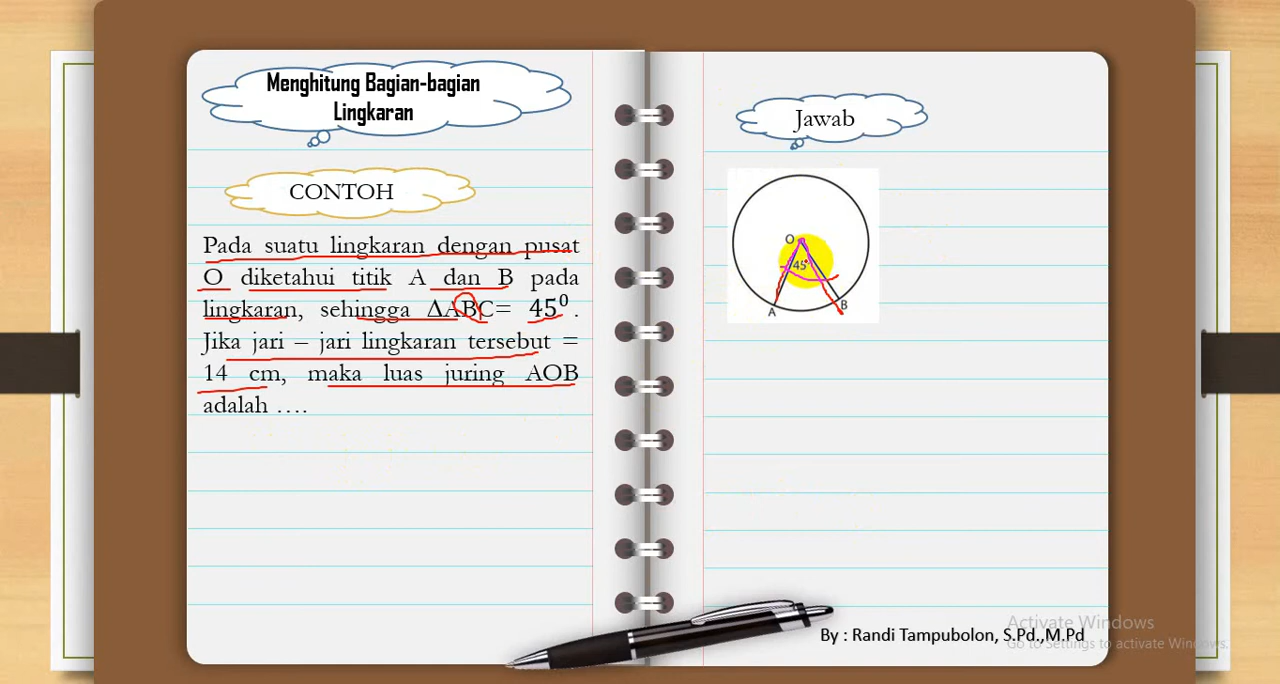 Menghitung Bagian-bagian
Lingkaran
CONTOH
Pada suatu lingkaran dengan pusat
O diketahui titik A dan B pada
lingkaran, sehingga ΔABC= 45⁰ .
Jika jari – jari lingkaran tersebut =
14 cm, maka luas juring AOB
adalah ….
Jawab
O
45°
A
B
By : Randi Tampubolon, S.Pd.,M.Pd
Activate Windows
Go to Settings to activate Windows.